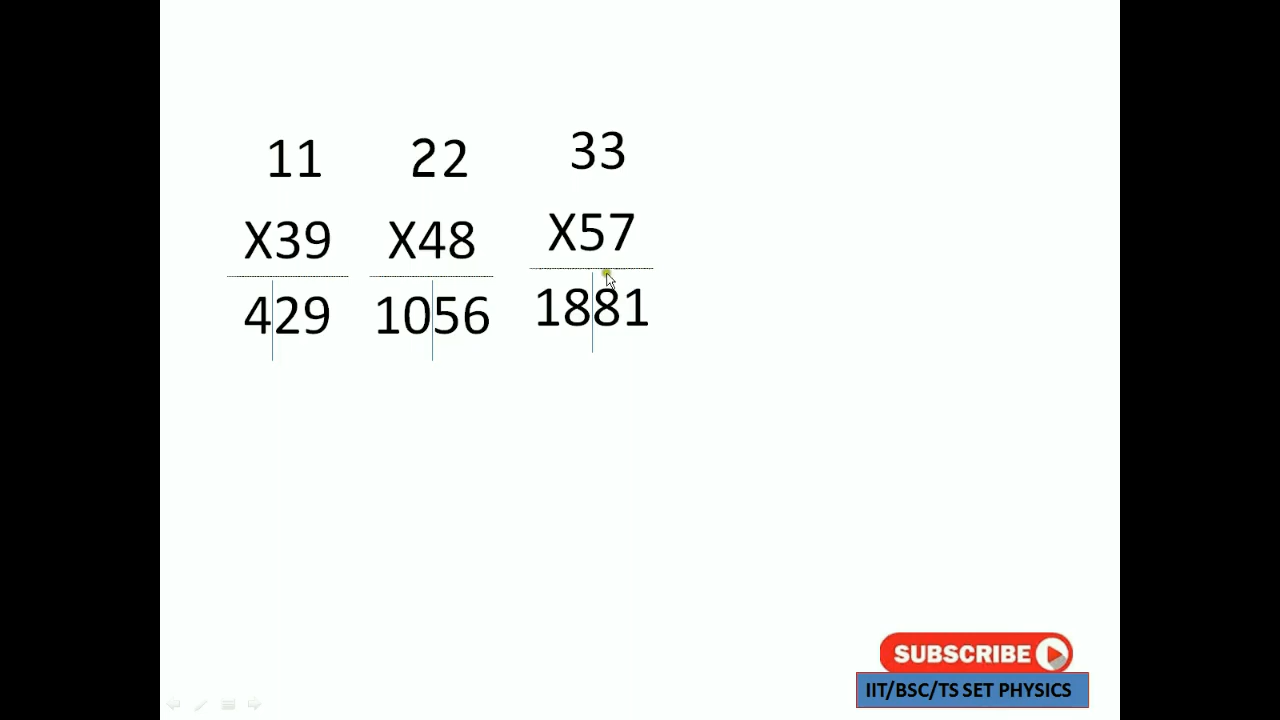 11 22 33
X39 X48 X57
429 1056 1881
SUBSCRIBE
IIT/BSC/TS SET PHYSICS